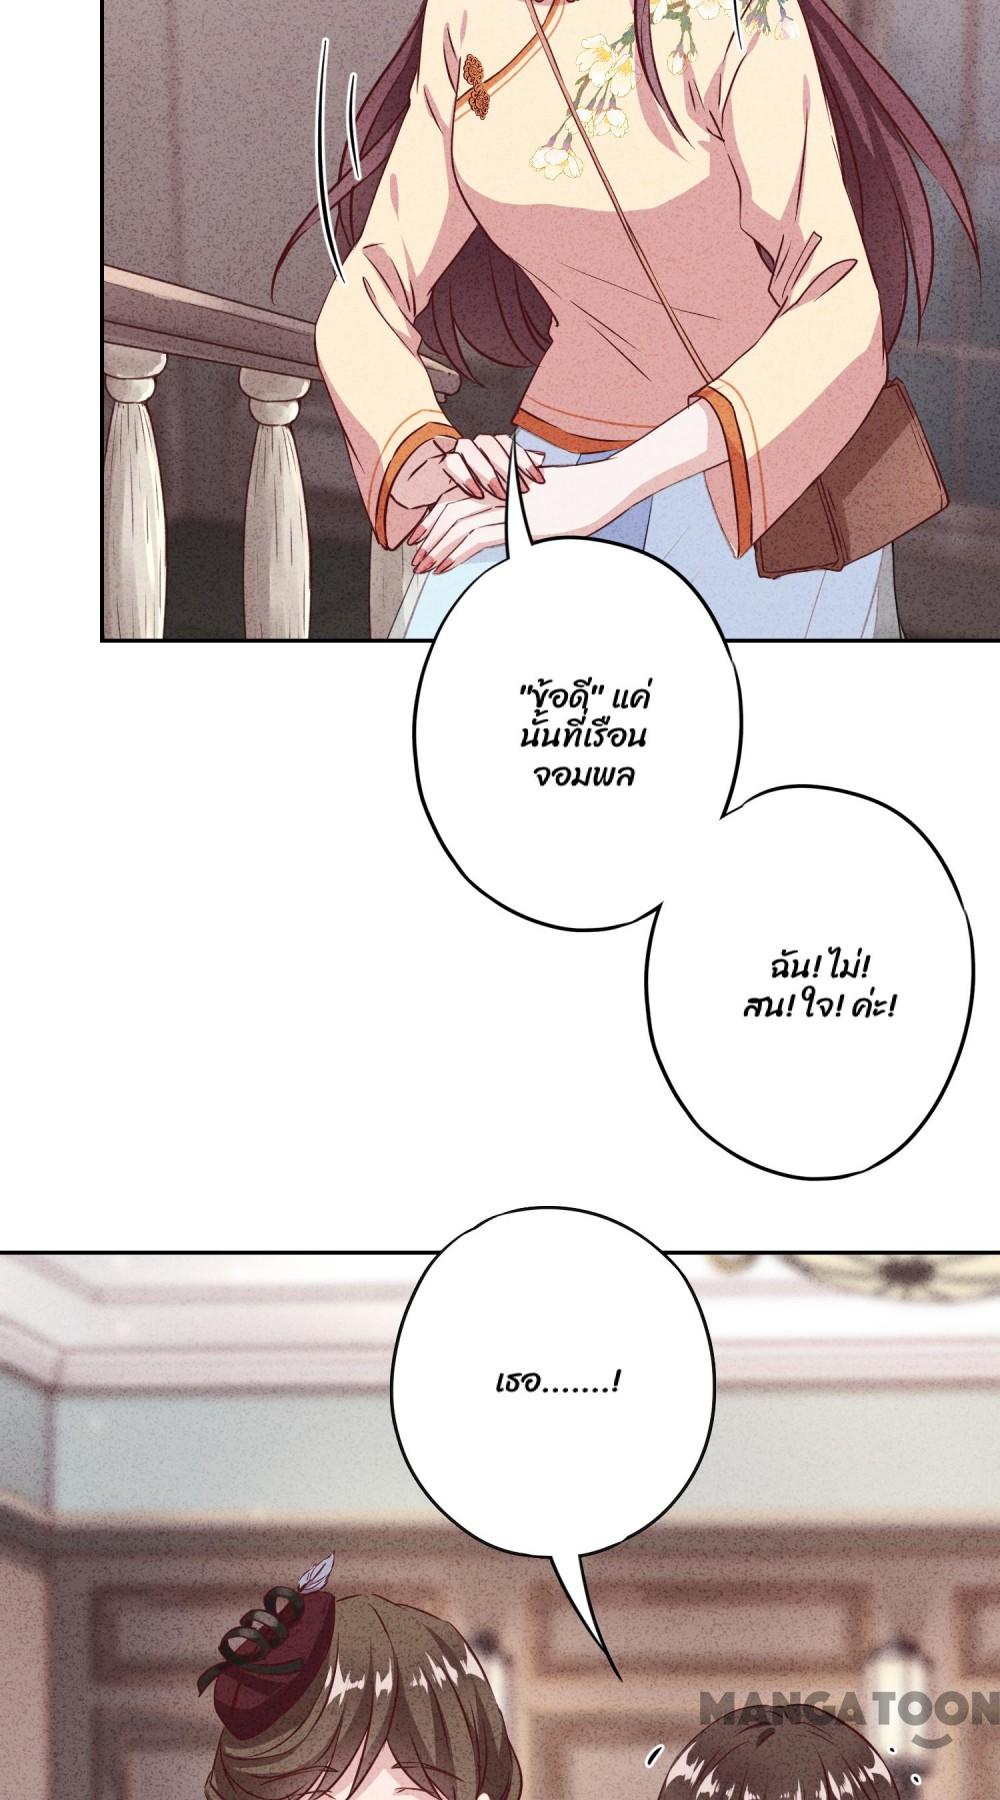 "ข้อดี" แค่
นั้นที่เรือน
จอมพล
ฉัน! ไม่!
สน! ใจ! ค่ะ!
เธอ.......!
MANGATOON